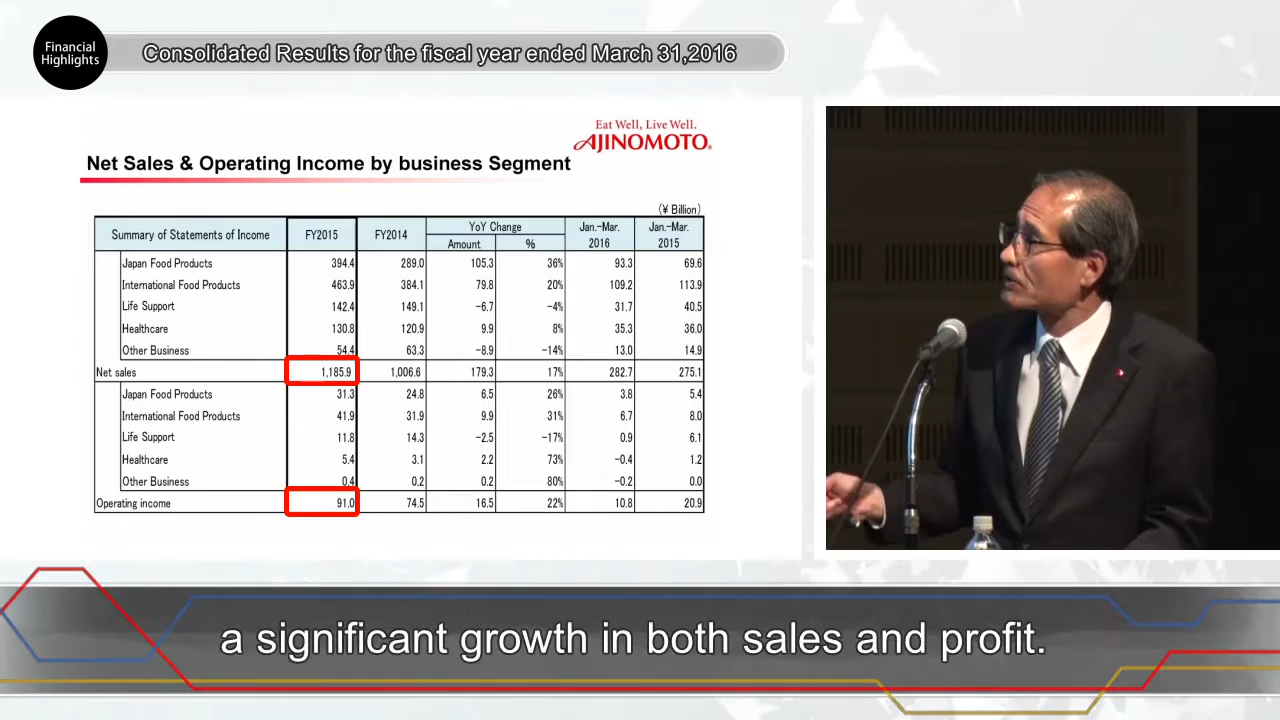 Financial
Highlights
Consolidated Results for the fiscal year ended March 31,2016
Eat Well, Live Well.
AJINOMOTO®
Net Sales & Operating Income by business Segment
(¥ Billion)
Summary of Statements of Income FY2015 FY2014 YoY Change Amount % Jan.-Mar. 2016 Jan.-Mar. 2015
Japan Food Products 394.4 289.0 105.3 36% 93.3 69.6
International Food Products 463.9 384.1 79.8 20% 109.2 113.9
Life Support 142.4 149.1 -6.7 -4% 31.7 40.5
Healthcare 130.8 120.9 9.9 8% 35.3 36.0
Other Business 54.4 63.3 -8.9 -14% 13.0 14.9
Net sales 1,185.9 1,006.6 179.3 17% 282.7 275.1
Japan Food Products 31.3 24.8 6.5 26% 3.8 5.4
International Food Products 41.9 31.9 9.9 31% 6.7 8.0
Life Support 11.8 14.3 -2.5 -17% 0.9 6.1
Healthcare 5.4 3.1 2.2 73% -0.4 1.2
Other Business 0.4 0.2 0.2 80% -0.2 0.0
Operating income 91.0 74.5 16.5 22% 10.8 20.9
a significant growth in both sales and profit.